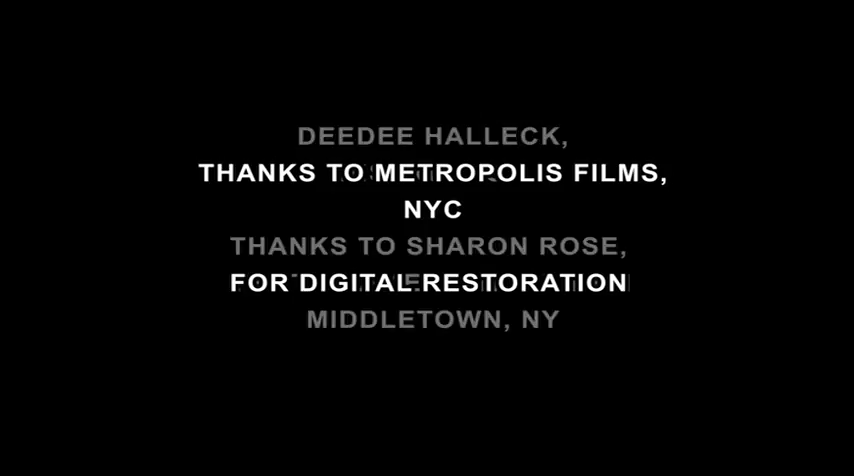 DEEDEE HALLECK,
THANKS TO METROPOLIS FILMS,
NYC
THANKS TO SHARON ROSE,
FOR DIGITAL RESTORATION
MIDDLETOWN, NY